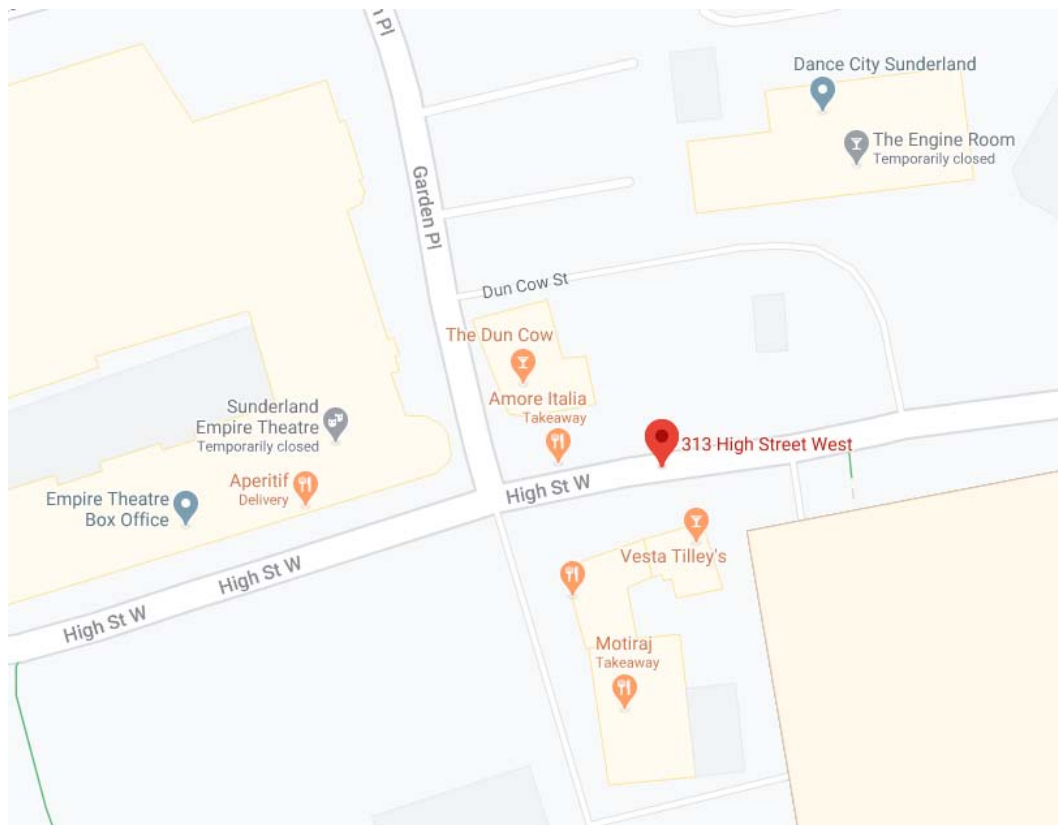 n Pl
Dance City Sunderland
The Engine Room
Temporarily closed
Garden Pl
Dun Cow St
The Dun Cow
Amore Italia
Takeaway
Sunderland
Empire Theatre
Temporarily closed
313 High Street West
Aperitif
Delivery
Empire Theatre
Box Office
High St W
Vesta Tilley's
High St W
High St W
Motiraj
Takeaway